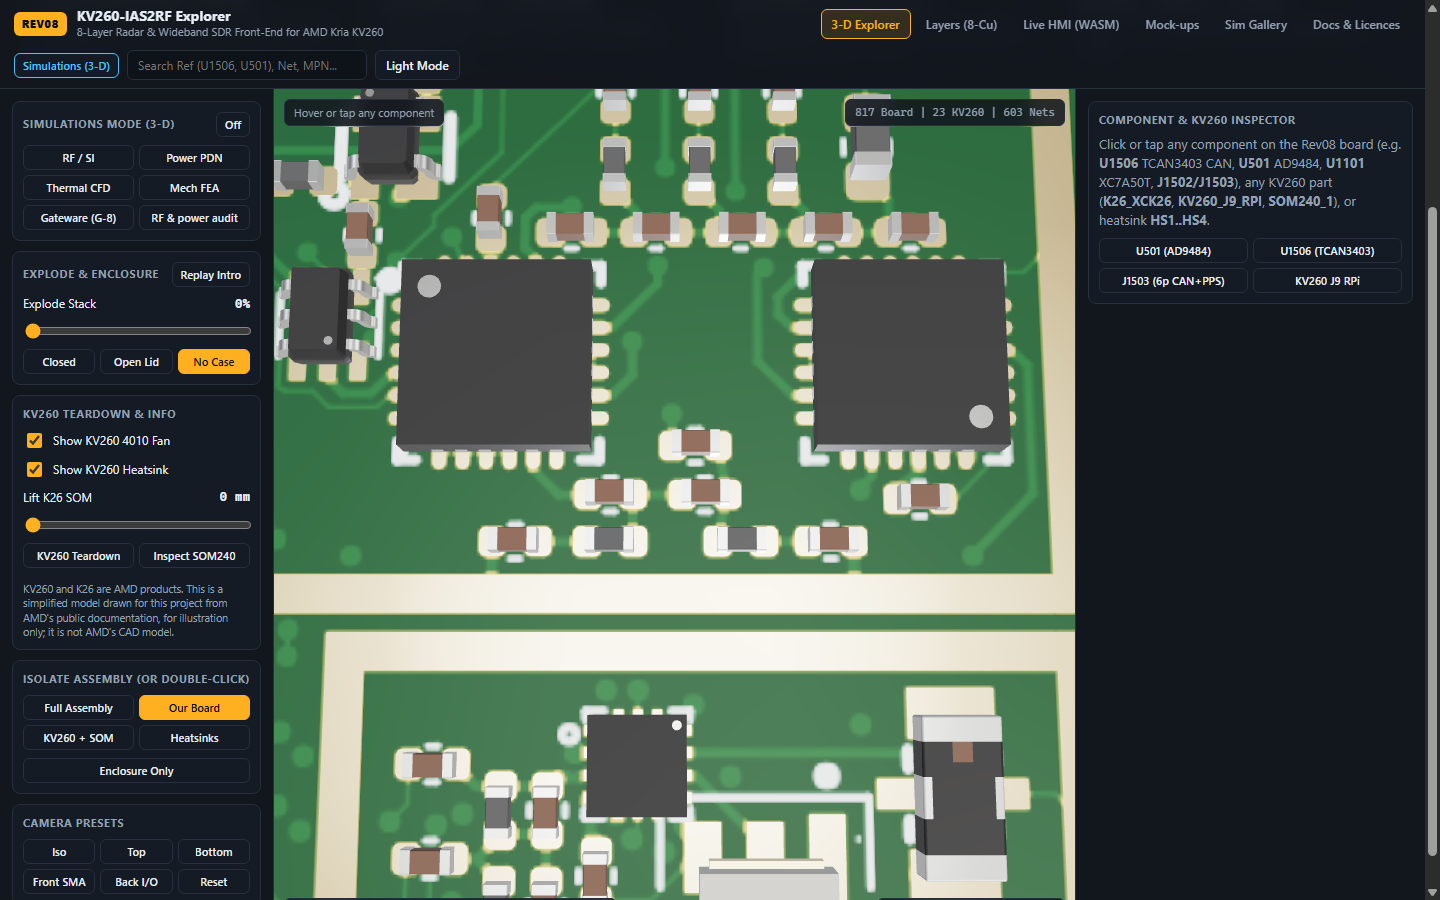 REV08
KV260-IAS2RF Explorer
8-Layer Radar & Wideband SDR Front-End for AMD Kria KV260
3-D Explorer
Layers (8-Cu)
Live HMI (WASM)
Mock-ups
Sim Gallery
Docs & Licences
Simulations (3-D)
Search Ref (U1506, U501), Net, MPN...
Light Mode
SIMULATIONS MODE (3-D)
Off
RF / SI
Power PDN
Thermal CFD
Mech FEA
Gateware (G-8)
RF & power audit
EXPLODE & ENCLOSURE
Replay Intro
Explode Stack
0%
Closed
Open Lid
No Case
KV260 TEARDOWN & INFO
Show KV260 4010 Fan
Show KV260 Heatsink
Lift K26 SOM
0 mm
KV260 Teardown
Inspect SOM240
KV260 and K26 are AMD products. This is a
simplified model drawn for this project from
AMD's public documentation, for illustration
only; it is not AMD's CAD model.
ISOLATE ASSEMBLY (OR DOUBLE-CLICK)
Full Assembly
Our Board
KV260 + SOM
Heatsinks
Enclosure Only
CAMERA PRESETS
Iso
Top
Bottom
Front SMA
Back I/O
Reset
Hover or tap any component
817 Board | 23 KV260 | 603 Nets
COMPONENT & KV260 INSPECTOR
Click or tap any component on the Rev08 board (e.g.
U1506 TCAN3403 CAN, U501 AD9484, U1101
XC7A50T, J1502/J1503), any KV260 part
(K26_XCK26, KV260_J9_RPI, SOM240_1), or
heatsink HS1..HS4.
U501 (AD9484)
U1506 (TCAN3403)
J1503 (6p CAN+PPS)
KV260 J9 RPi